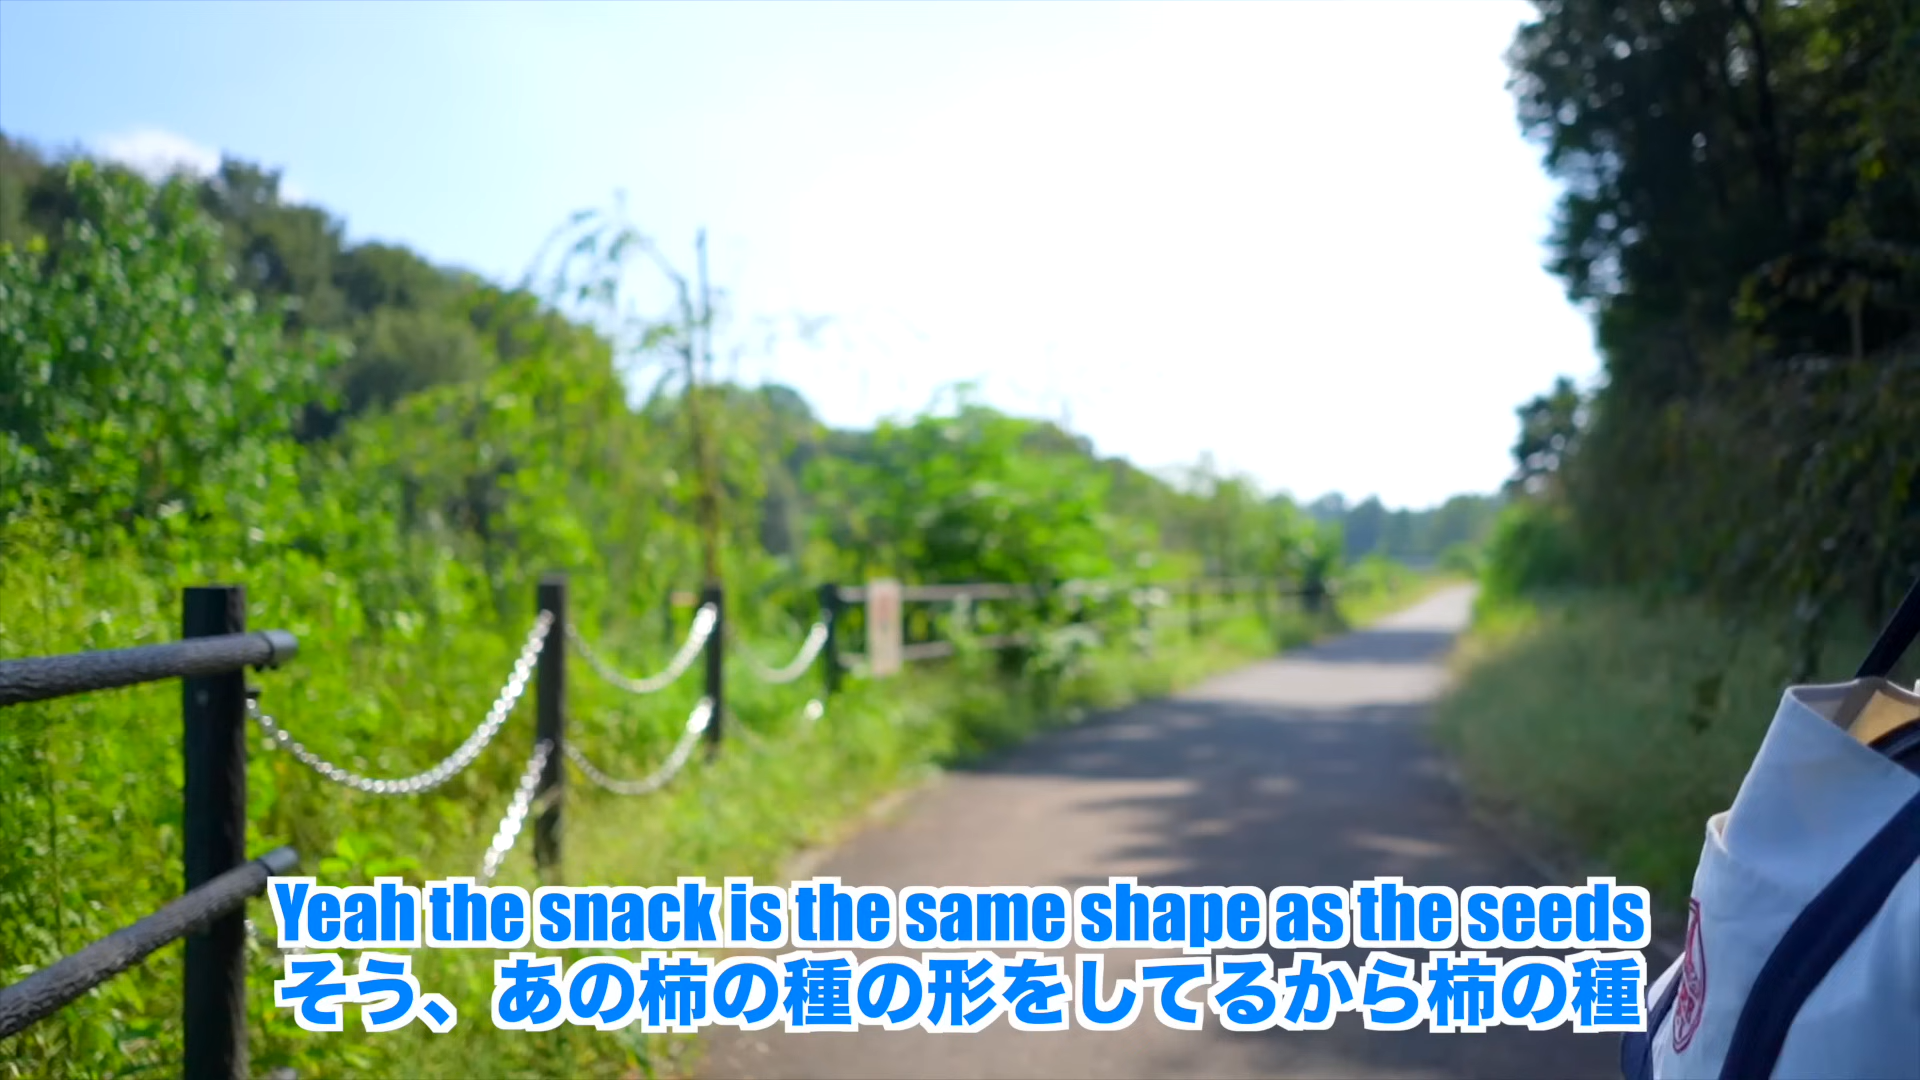 Yeah the snack is the same shape as the seeds
そう、あの柿の種の形をしてるから柿の種